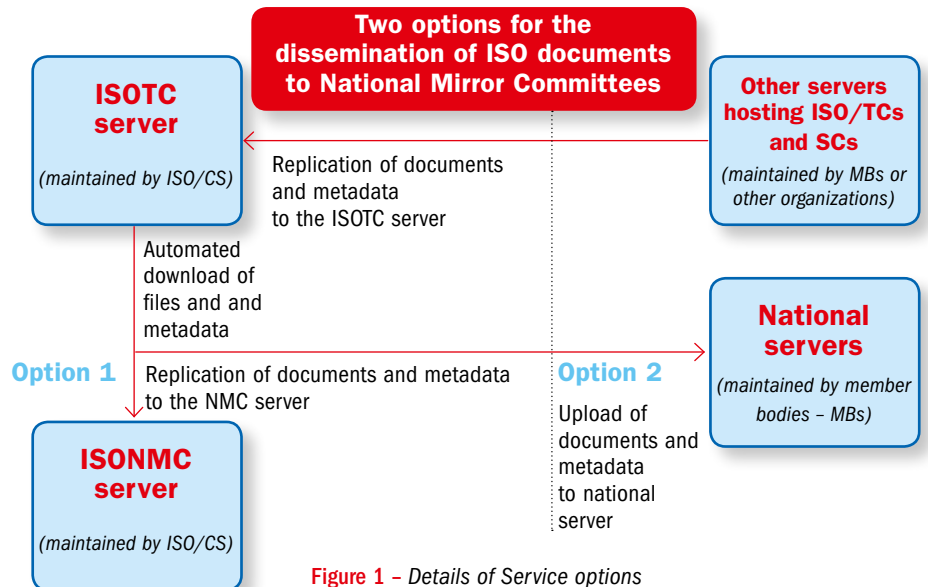 Two options for the
dissemination of ISO documents
to National Mirror Committees
ISOTC
server
(maintained by ISO/CS)
Other servers
hosting ISO/TCs
and SCs
(maintained by MBs or
other organizations)
Replication of documents
and metadata
to the ISOTC server
Automated
download of
files and and
metadata
Option 1
Replication of documents and metadata
to the NMC server
Option 2
Upload of
documents and
metadata
to national
server
National
servers
(maintained by member
bodies – MBs)
ISONMC
server
(maintained by ISO/CS)
Figure 1 – Details of Service options